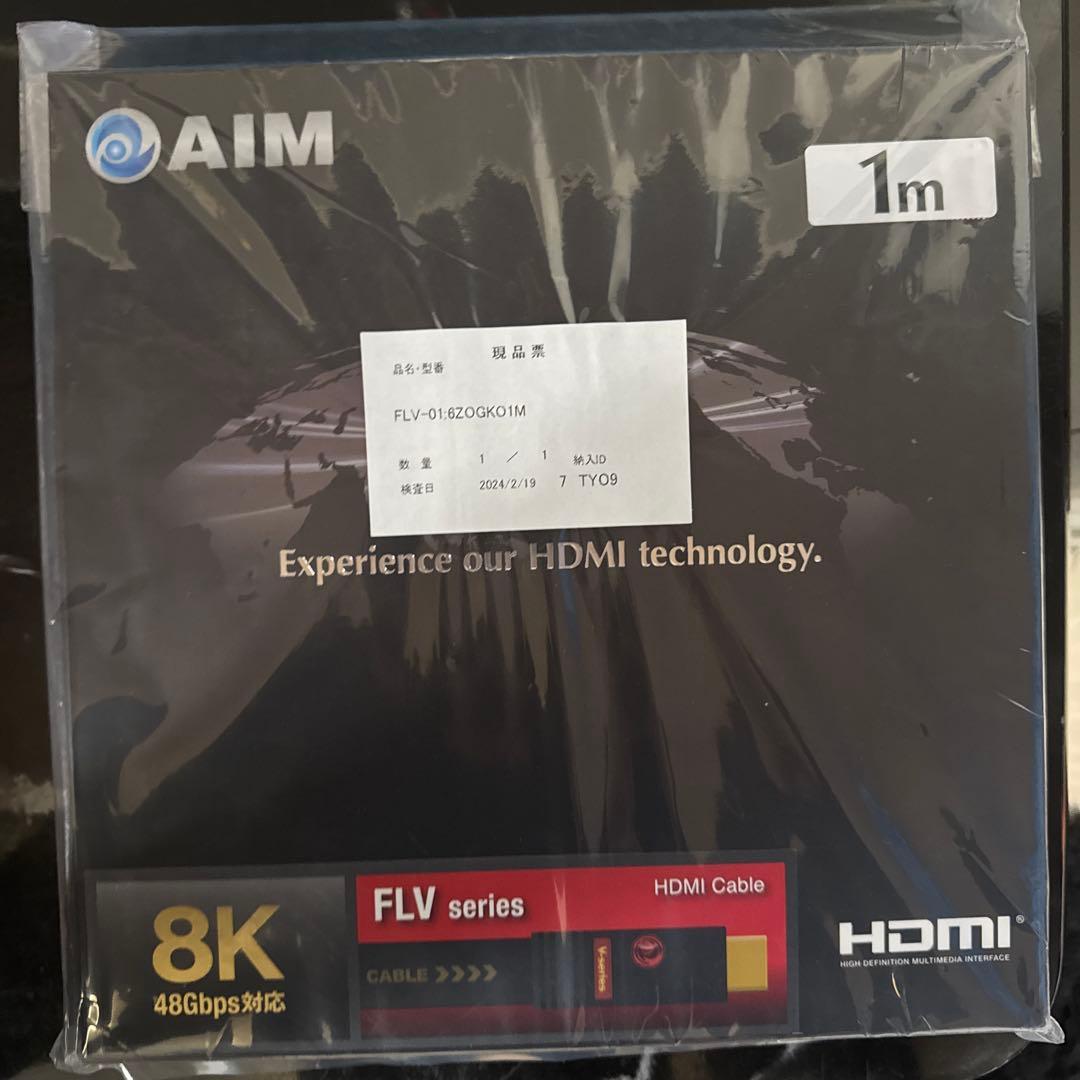 AIM
1m
現品票
品名・型番
FLV-01:6ZOGKO1M
数量 1 / 1 納入ID
検査日 2024/2/19 7 TYO9
Experience our HDMI technology.
8K
48Gbps対応
FLV series
HDMI Cable
CABLE
V-series
HDMI®
HIGH DEFINITION MULTIMEDIA INTERFACE